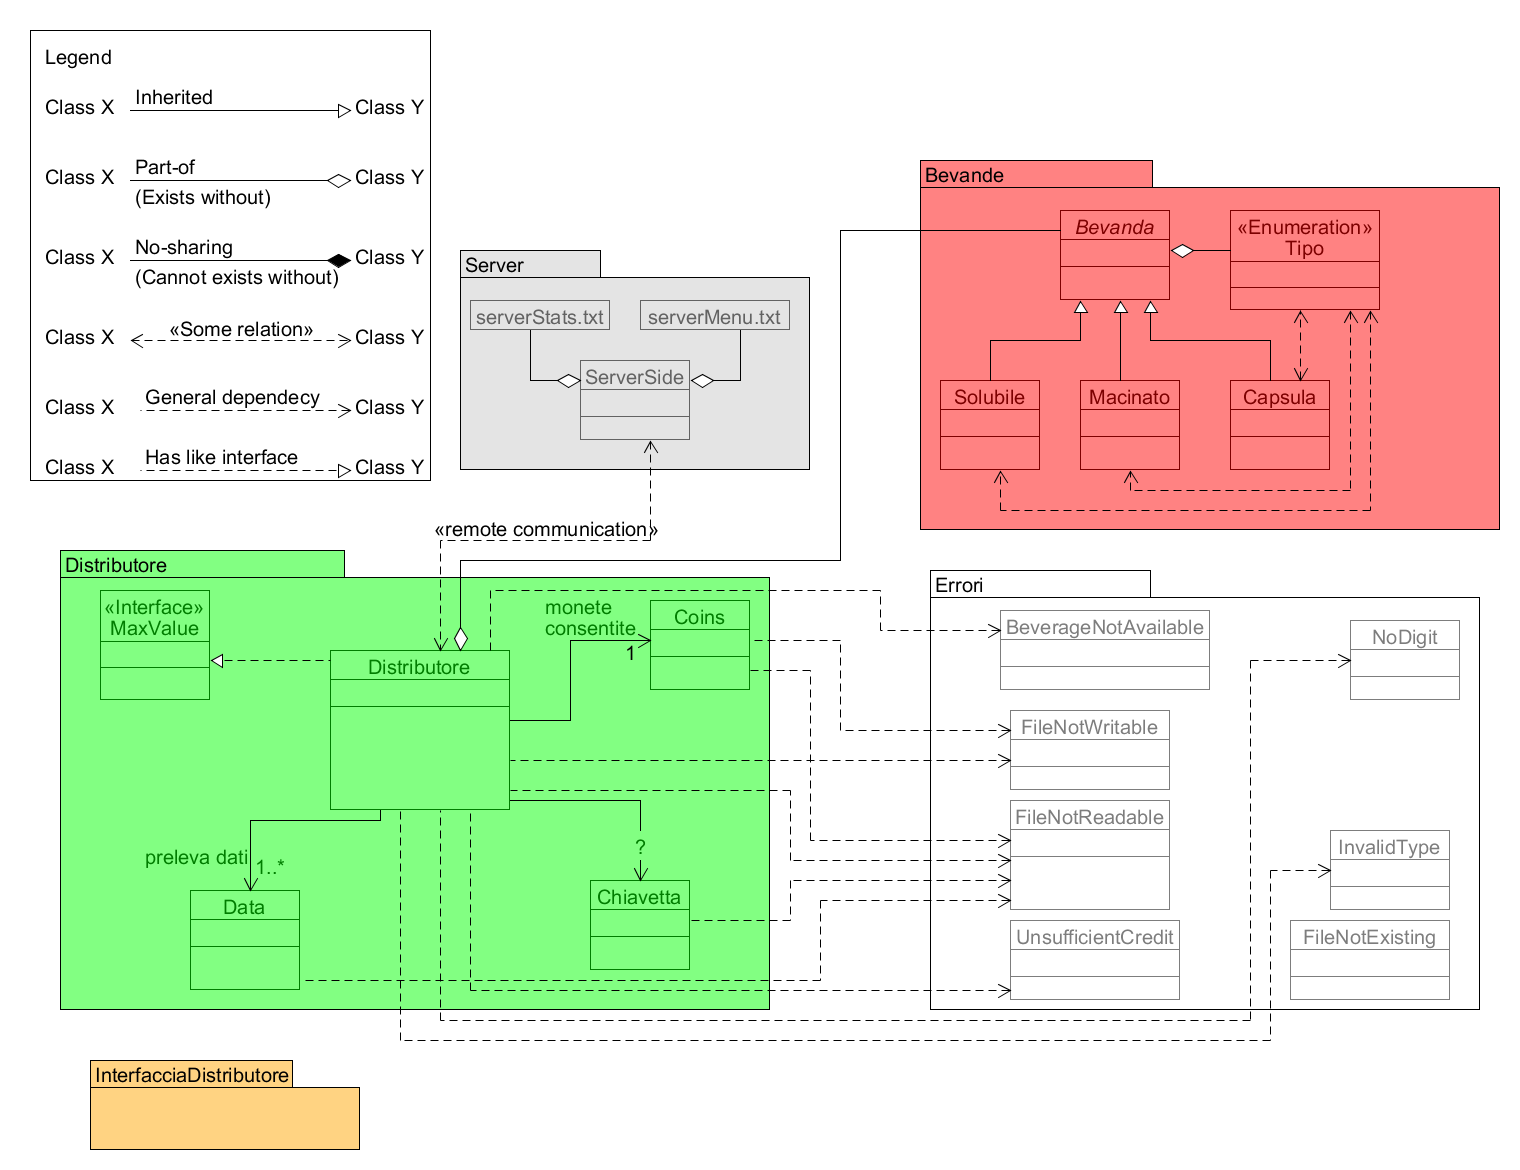 Legend
Class X
Inherited
Class Y
Class X
Part-of
(Exists without)
Class Y
Class X
No-sharing
(Cannot exists without)
Class Y
Class X
«Some relation»
Class Y
Class X
General dependecy
Class Y
Class X
Has like interface
Class Y
Server
serverStats.txt
serverMenu.txt
ServerSide
Bevande
Bevanda
«Enumeration»
Tipo
Solubile
Macinato
Capsula
«remote communication»
Distributore
«Interface»
MaxValue
Distributore
monete
consentite
1
Coins
preleva dati
1..*
Data
?
Chiavetta
Errori
BeverageNotAvailable
NoDigit
FileNotWritable
FileNotReadable
InvalidType
UnsufficientCredit
FileNotExisting
InterfacciaDistributore